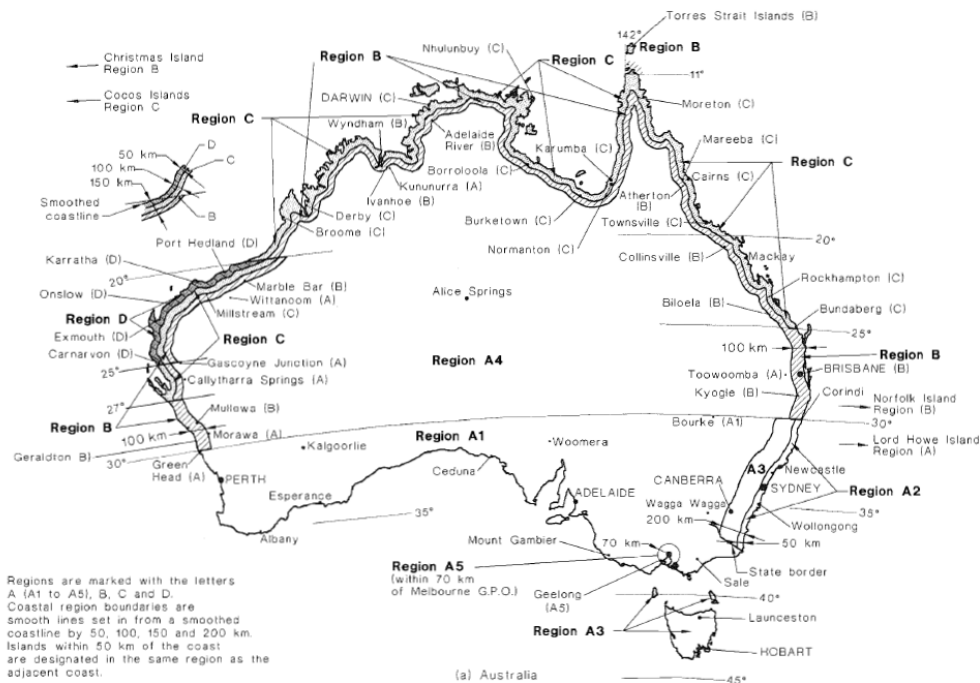 Torres Strait Islands (B)
142°
Region B
Nhulunbuy (C)
Region B
Region C
11°
Christmas Island
Region B
Cocos Islands
Region C
DARWIN (C)
Moreton (C)
Region C
Wyndham (B)
Adelaide
River (B)
Karumba (C)
Mareeba (C)
50 km
D
C
100 km
150 km
Smoothed
coastline
B
Borroloola (C)
Cairns (C)
Region C
Kununurra (A)
Ivanhoe (B)
Atherton
(B)
Derby (C)
Broome (C)
Burketown (C)
Townsville (C)
Port Hedland (D)
Normanton (C)
20°
Karratha (D)
20°
Collinsville (B)
Mackay
Marble Bar (B)
Wittanoom (A)
Alice Springs
Rockhampton (C)
Onslow (D)
Millstream (C)
Biloela (B)
Bundaberg (C)
Region D
Exmouth (D)
Region C
25°
Carnarvon (D)
100 km
Region B
Gascoyne Junction (A)
Region A4
25°
Toowoomba (A)
BRISBANE (B)
Callytharra Springs (A)
Kyogle (B)
Corindi
27°
Norfolk Island
Region (B)
Mullewa (B)
Bourke (A1)
30°
Region B
100 km
Morawa (A)
Kalgoorlie
Region A1
Woomera
Lord Howe Island
Region (A)
Geraldton B)
30°
Green
Head (A)
Ceduna
A3
Newcastle
PERTH
CANBERRA
SYDNEY
Region A2
Esperance
ADELAIDE
Wagga Wagga
35°
35°
200 km
Wollongong
Albany
Mount Gambier
70 km
50 km
State border
Region A5
(within 70 km
of Melbourne G.P.O.)
Sale
Geelong
(A5)
40°
Regions are marked with the letters
A (A1 to A5), B, C and D.
Coastal region boundaries are
smooth lines set in from a smoothed
coastline by 50, 100, 150 and 200 km.
Islands within 50 km of the coast
are designated in the same region as the
adjacent coast.
Launceston
Region A3
HOBART
(a) Australia
45°